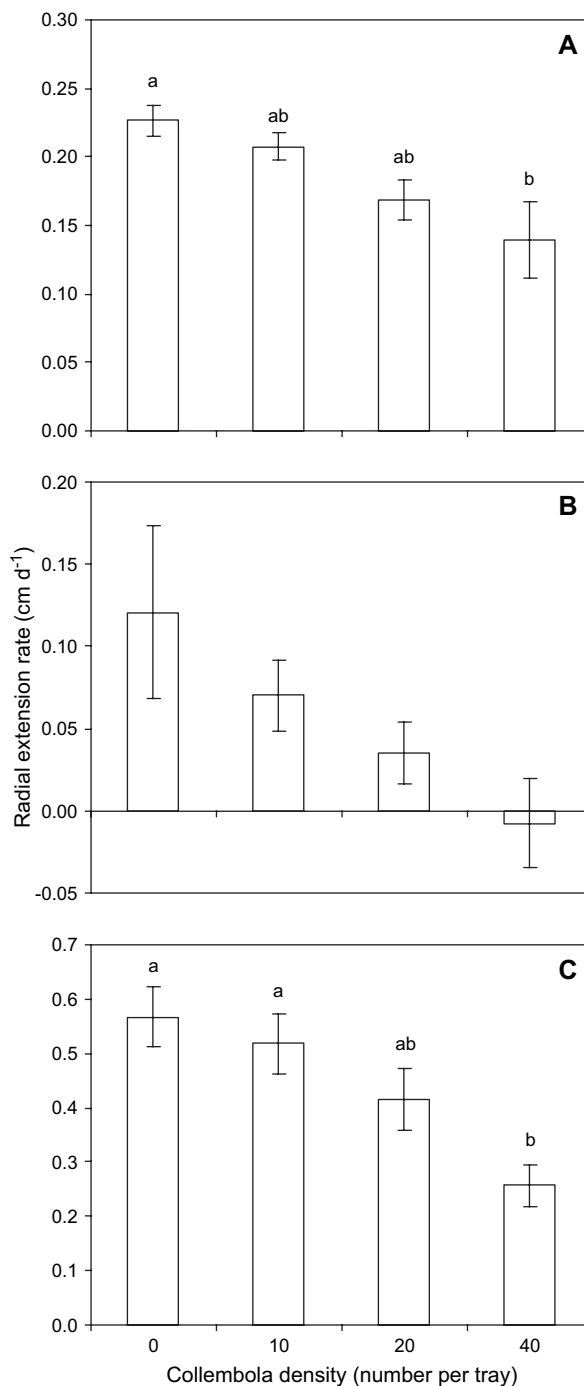 0.30
A
a
0.25
ab
0.20
ab
b
0.15
0.10
0.05
0.00
0.20
B
0.15
0.10
0.05
0.00
-0.05
Radial extension rate (cm d-1)
0.7
C
a
0.6
a
0.5
ab
0.4
b
0.3
0.2
0.1
0.0
0 10 20 40
Collembola density (number per tray)